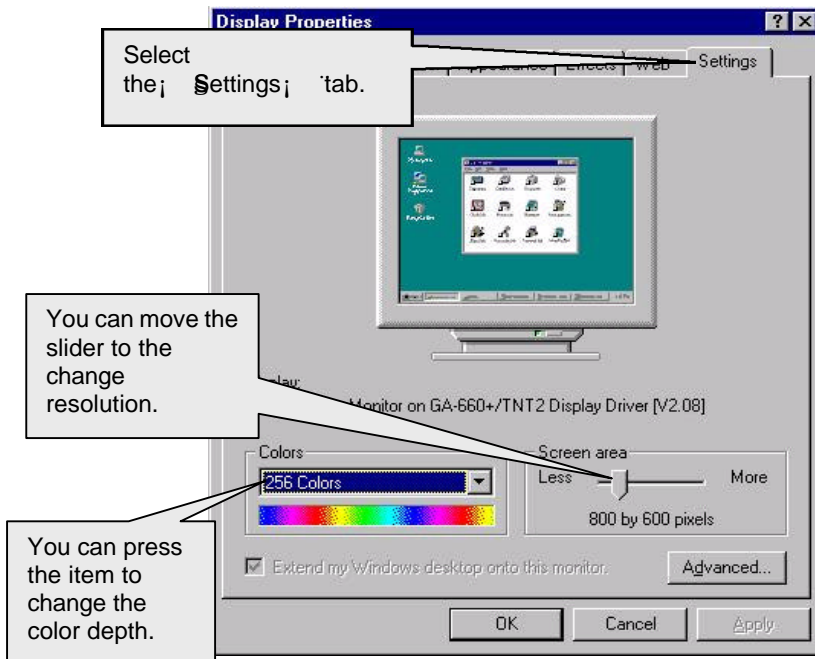 Display Properties
Select
the¡ §Settings¡ ¨tab.
Appearance Effects Web Settings
You can move the
slider to the
change
resolution.
Monitor on GA-660+/TNT2 Display Driver [V2.08]
Colors
256 Colors
Screen area
Less More
800 by 600 pixels
You can press
the item to
change the
color depth.
Extend my Windows desktop onto this monitor.
Advanced...
OK Cancel Apply